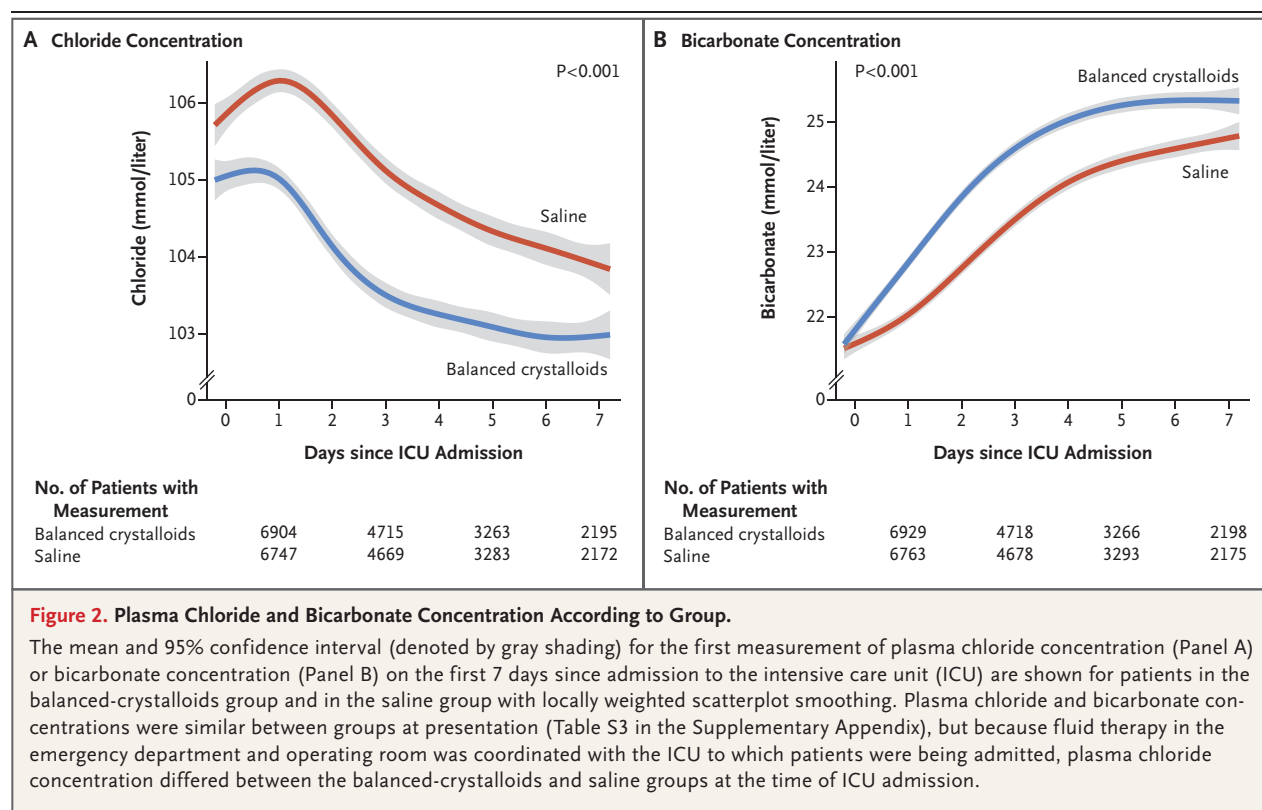 A Chloride Concentration
P<0.001
106
105
104
103
0
Chloride (mmol/liter)
Saline
Balanced crystalloids
0 1 2 3 4 5 6 7
Days since ICU Admission
No. of Patients with
Measurement
Balanced crystalloids 6904 4715 3263 2195
Saline 6747 4669 3283 2172
B Bicarbonate Concentration
P<0.001
25
24
23
22
0
Bicarbonate (mmol/liter)
Balanced crystalloids
Saline
0 1 2 3 4 5 6 7
Days since ICU Admission
No. of Patients with
Measurement
Balanced crystalloids 6929 4718 3266 2198
Saline 6763 4678 3293 2175
Figure 2. Plasma Chloride and Bicarbonate Concentration According to Group.
The mean and 95% confidence interval (denoted by gray shading) for the first measurement of plasma chloride concentration (Panel A)
or bicarbonate concentration (Panel B) on the first 7 days since admission to the intensive care unit (ICU) are shown for patients in the
balanced-crystalloids group and in the saline group with locally weighted scatterplot smoothing. Plasma chloride and bicarbonate con-
centrations were similar between groups at presentation (Table S3 in the Supplementary Appendix), but because fluid therapy in the
emergency department and operating room was coordinated with the ICU to which patients were being admitted, plasma chloride
concentration differed between the balanced-crystalloids and saline groups at the time of ICU admission.